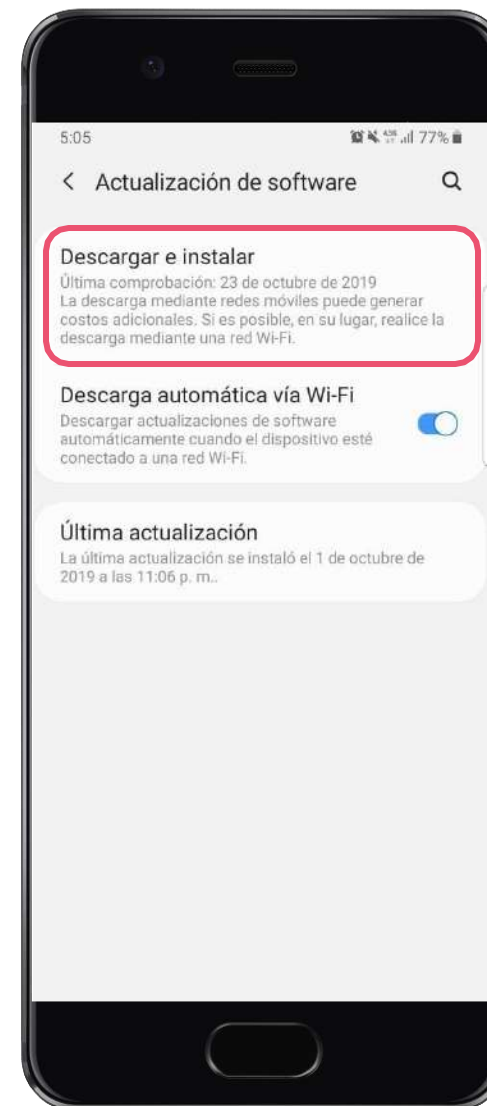 5:05 77%
Actualización de software
Descargar e instalar
Última comprobación: 23 de octubre de 2019
La descarga mediante redes móviles puede generar
costos adicionales. Si es posible, en su lugar, realice la
descarga mediante una red Wi-Fi.
Descarga automática vía Wi-Fi
Descargar actualizaciones de software
automáticamente cuando el dispositivo esté
conectado a una red Wi-Fi.
Última actualización
La última actualización se instaló el 1 de octubre de
2019 a las 11:06 p. m..